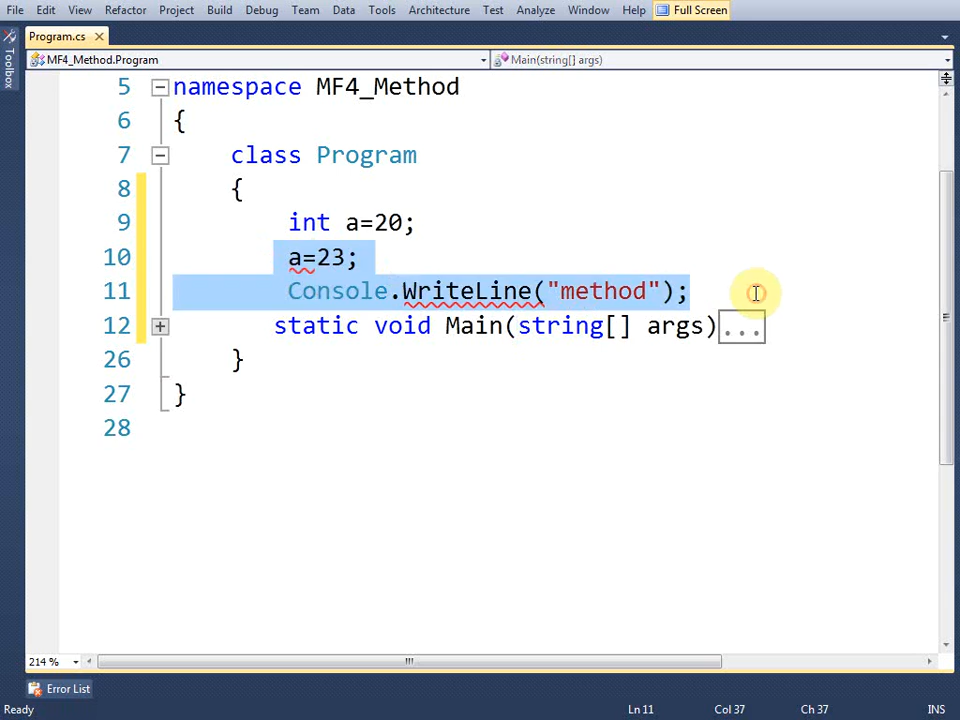 File Edit View Refactor Project Build Debug Team Data Tools Architecture Test Analyze Window Help Full Screen
Program.cs
MF4_Method.Program Main(string[] args)
Toolbox
5 namespace MF4_Method
6 {
7 class Program
8 {
9 int a=20;
10 a=23;
11 Console.WriteLine("method");
12 static void Main(string[] args)...
26 }
27 }
28
214 %
Error List
Ready Ln 11 Col 37 Ch 37 INS